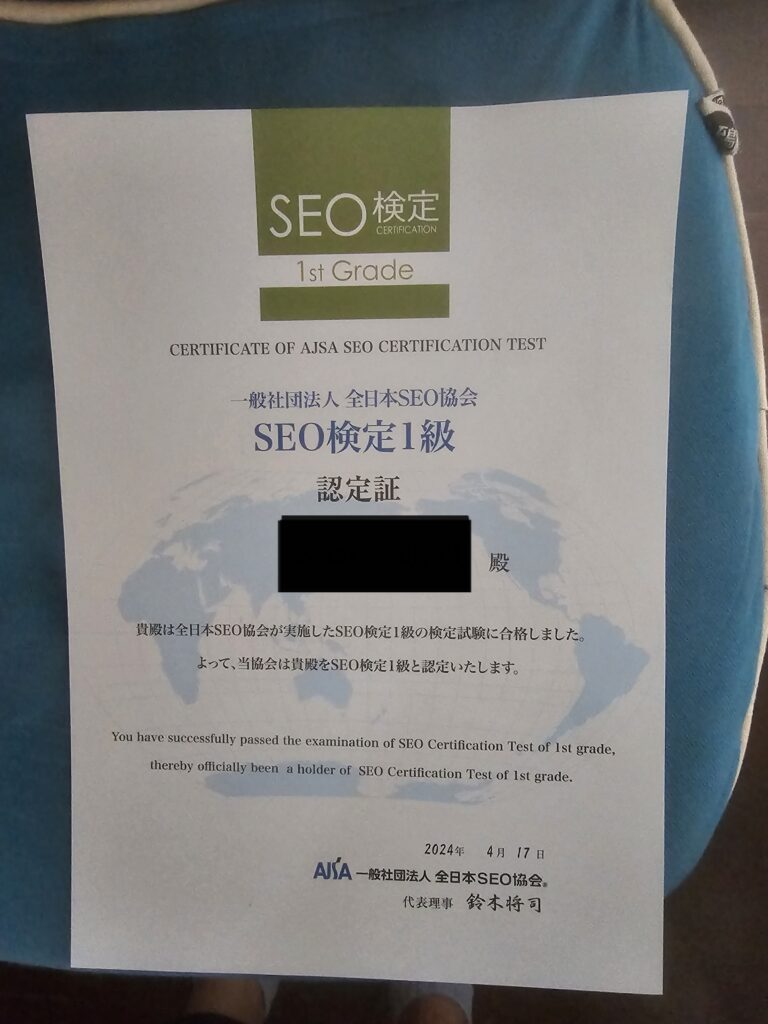 SEO検定
CERTIFICATION
1st Grade
CERTIFICATE OF AJSA SEO CERTIFICATION TEST
一般社団法人 全日本SEO協会
SEO検定1級
認定証
殿
貴殿は全日本SEO協会が実施したSEO検定1級の検定試験に合格しました。
よって、当協会は貴殿をSEO検定1級と認定いたします。
You have successfully passed the examination of SEO Certification Test of 1st grade,
thereby officially been a holder of SEO Certification Test of 1st grade.
2024年 4月 17日
AJSA 一般社団法人 全日本SEO協会®
代表理事 鈴木将司